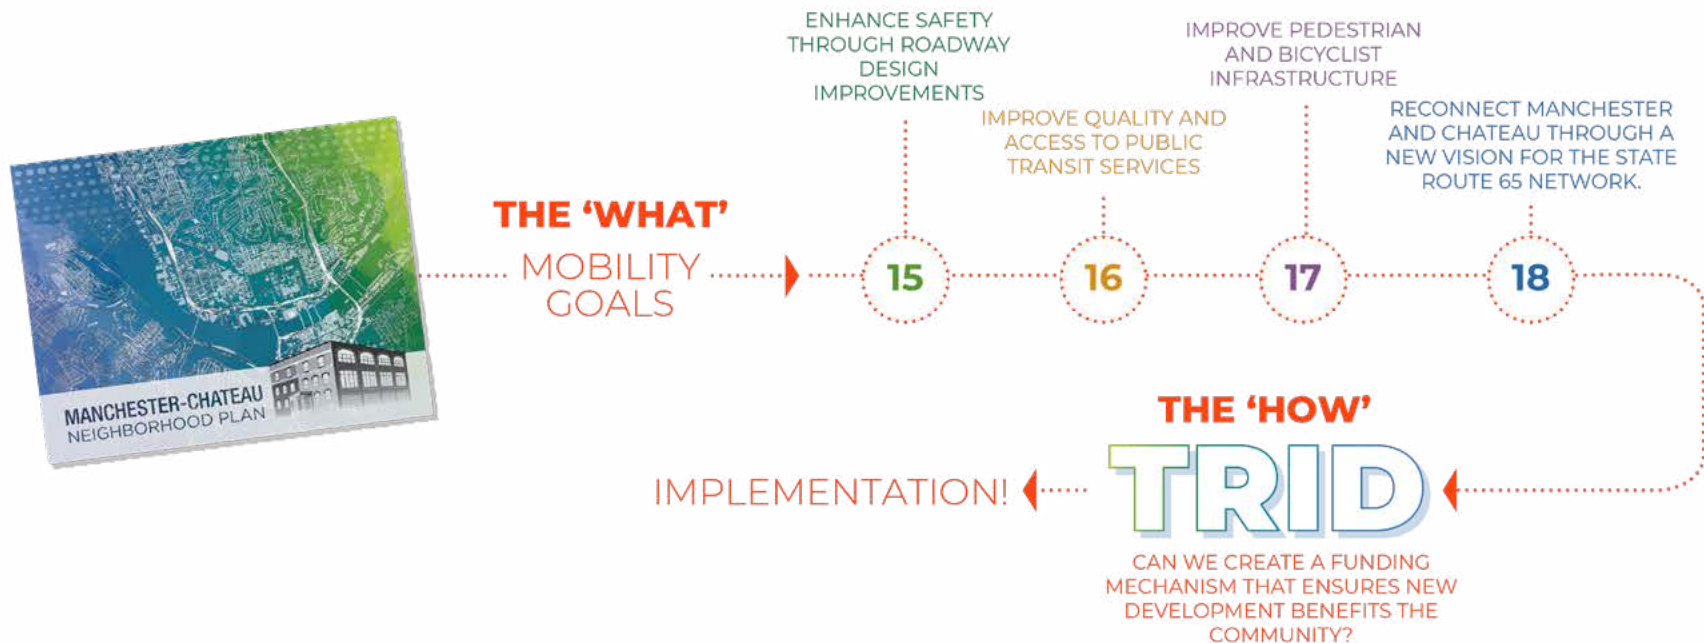 MANCHESTER-CHATEAU
NEIGHBORHOOD PLAN
THE ‘WHAT’
MOBILITY
GOALS
ENHANCE SAFETY
THROUGH ROADWAY
DESIGN
IMPROVEMENTS
15
IMPROVE QUALITY AND
ACCESS TO PUBLIC
TRANSIT SERVICES
16
IMPROVE PEDESTRIAN
AND BICYCLIST
INFRASTRUCTURE
17
RECONNECT MANCHESTER
AND CHATEAU THROUGH A
NEW VISION FOR THE STATE
ROUTE 65 NETWORK.
18
THE ‘HOW’
TRID
CAN WE CREATE A FUNDING
MECHANISM THAT ENSURES NEW
DEVELOPMENT BENEFITS THE
COMMUNITY?
IMPLEMENTATION!